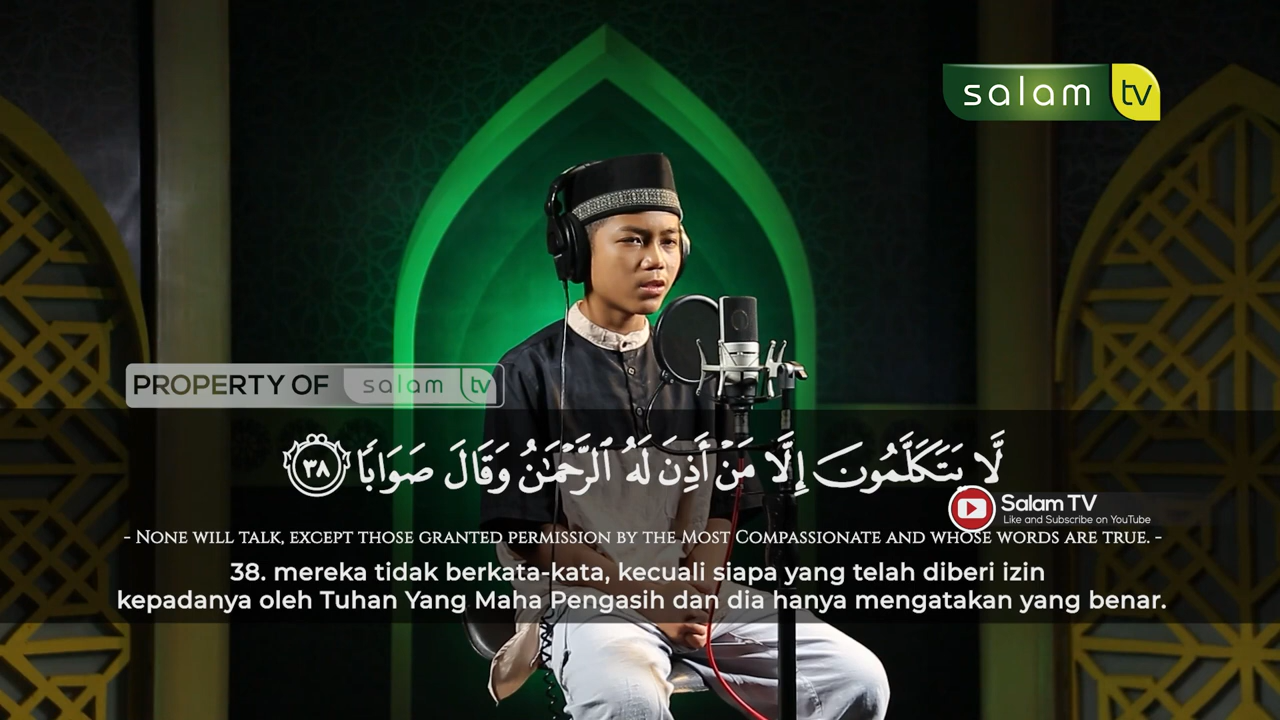 salam tv
PROPERTY OF salam tv
لَّا يَتَكَلَّمُونَ إِلَّا مَنْ أَذِنَ لَهُ ٱلرَّحْمَـٰنُ وَقَالَ صَوَابًا ٣٨
Salam TV
Like and Subscribe on YouTube
- None will talk, except those granted permission by the Most Compassionate and whose words are true. -
38. mereka tidak berkata-kata, kecuali siapa yang telah diberi izin
kepadanya oleh Tuhan Yang Maha Pengasih dan dia hanya mengatakan yang benar.